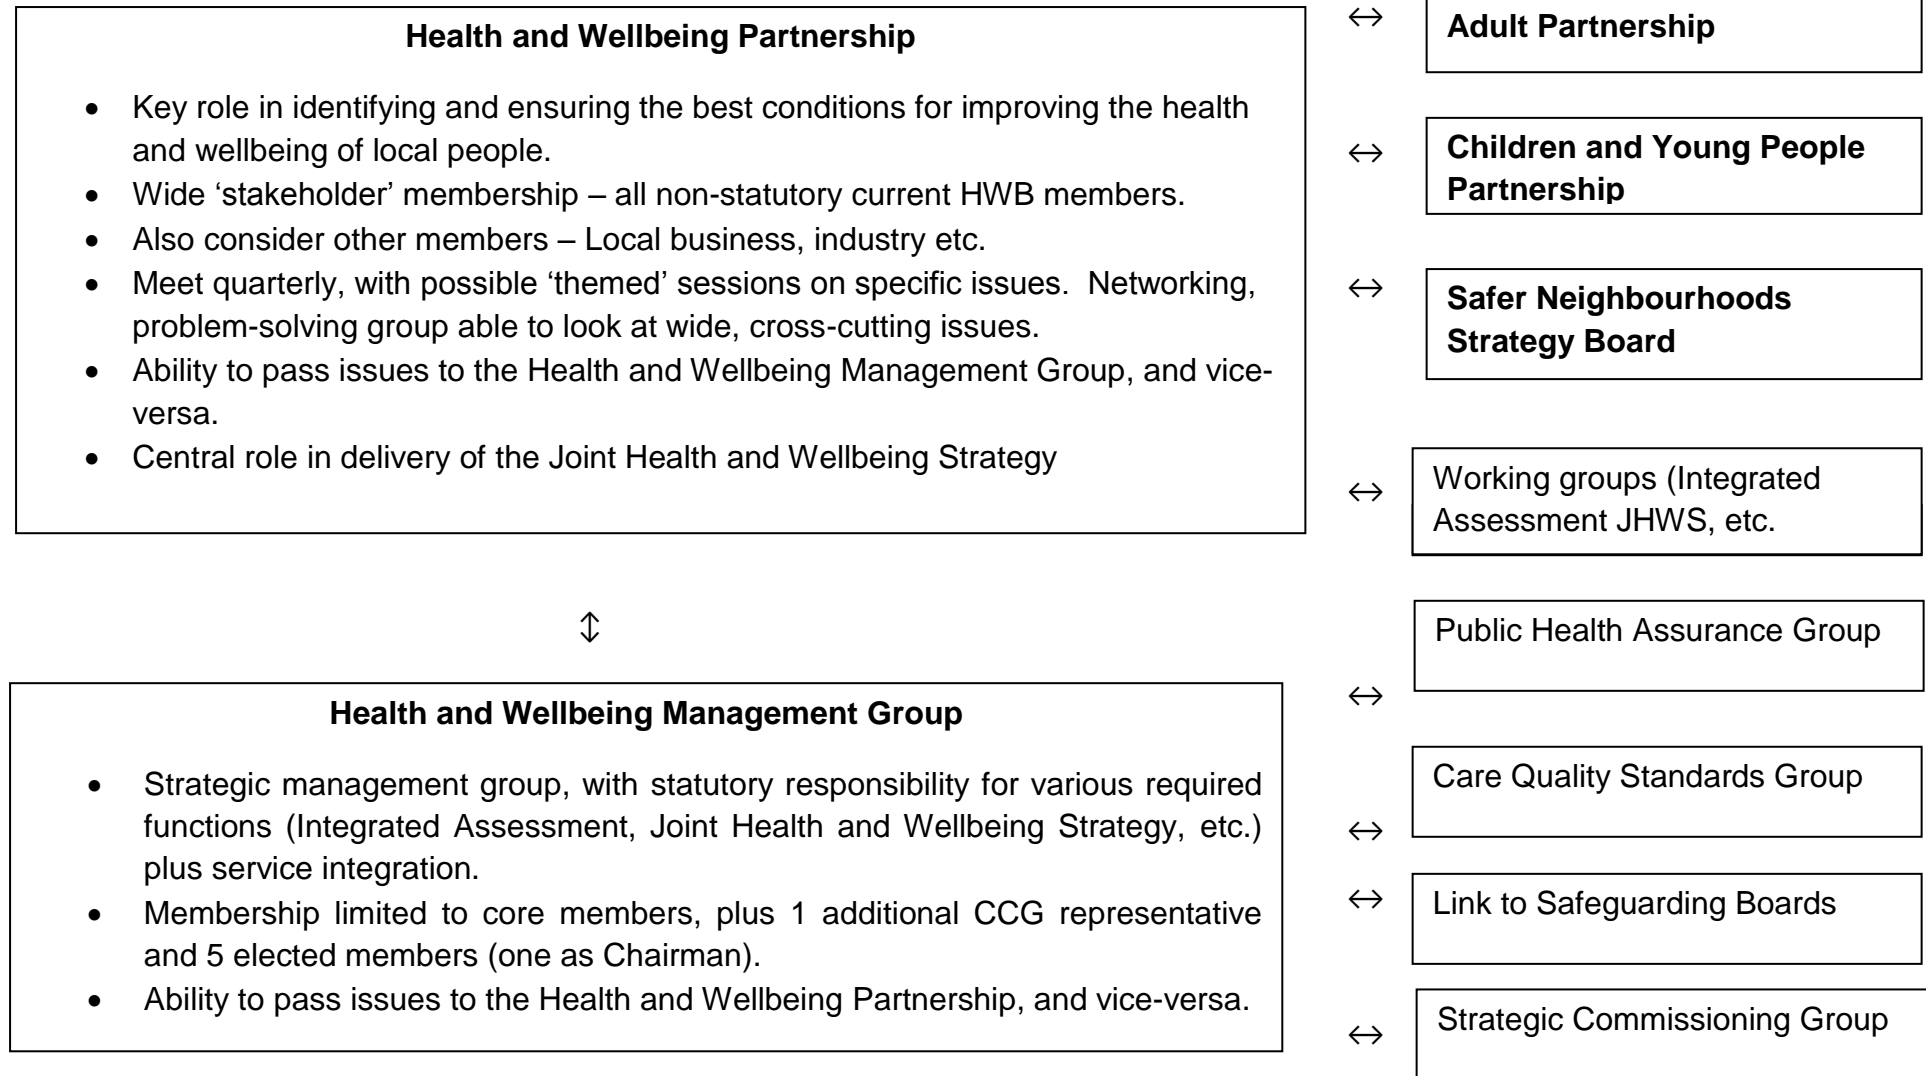 Health and Wellbeing Partnership
• Key role in identifying and ensuring the best conditions for improving the health
and wellbeing of local people.
• Wide ‘stakeholder’ membership – all non-statutory current HWB members.
• Also consider other members – Local business, industry etc.
• Meet quarterly, with possible ‘themed’ sessions on specific issues.  Networking,
problem-solving group able to look at wide, cross-cutting issues.
• Ability to pass issues to the Health and Wellbeing Management Group, and vice-
versa.
• Central role in delivery of the Joint Health and Wellbeing Strategy
↔
Adult Partnership
↔
Children and Young People
Partnership
↔
Safer Neighbourhoods
Strategy Board
↔
Working groups (Integrated
Assessment JHWS, etc.
↕
Health and Wellbeing Management Group
• Strategic management group, with statutory responsibility for various required
functions (Integrated Assessment, Joint Health and Wellbeing Strategy, etc.)
plus service integration.
• Membership limited to core members, plus 1 additional CCG representative
and 5 elected members (one as Chairman).
• Ability to pass issues to the Health and Wellbeing Partnership, and vice-versa.
Public Health Assurance Group
↔
Care Quality Standards Group
↔
↔
Link to Safeguarding Boards
Strategic Commissioning Group
↔